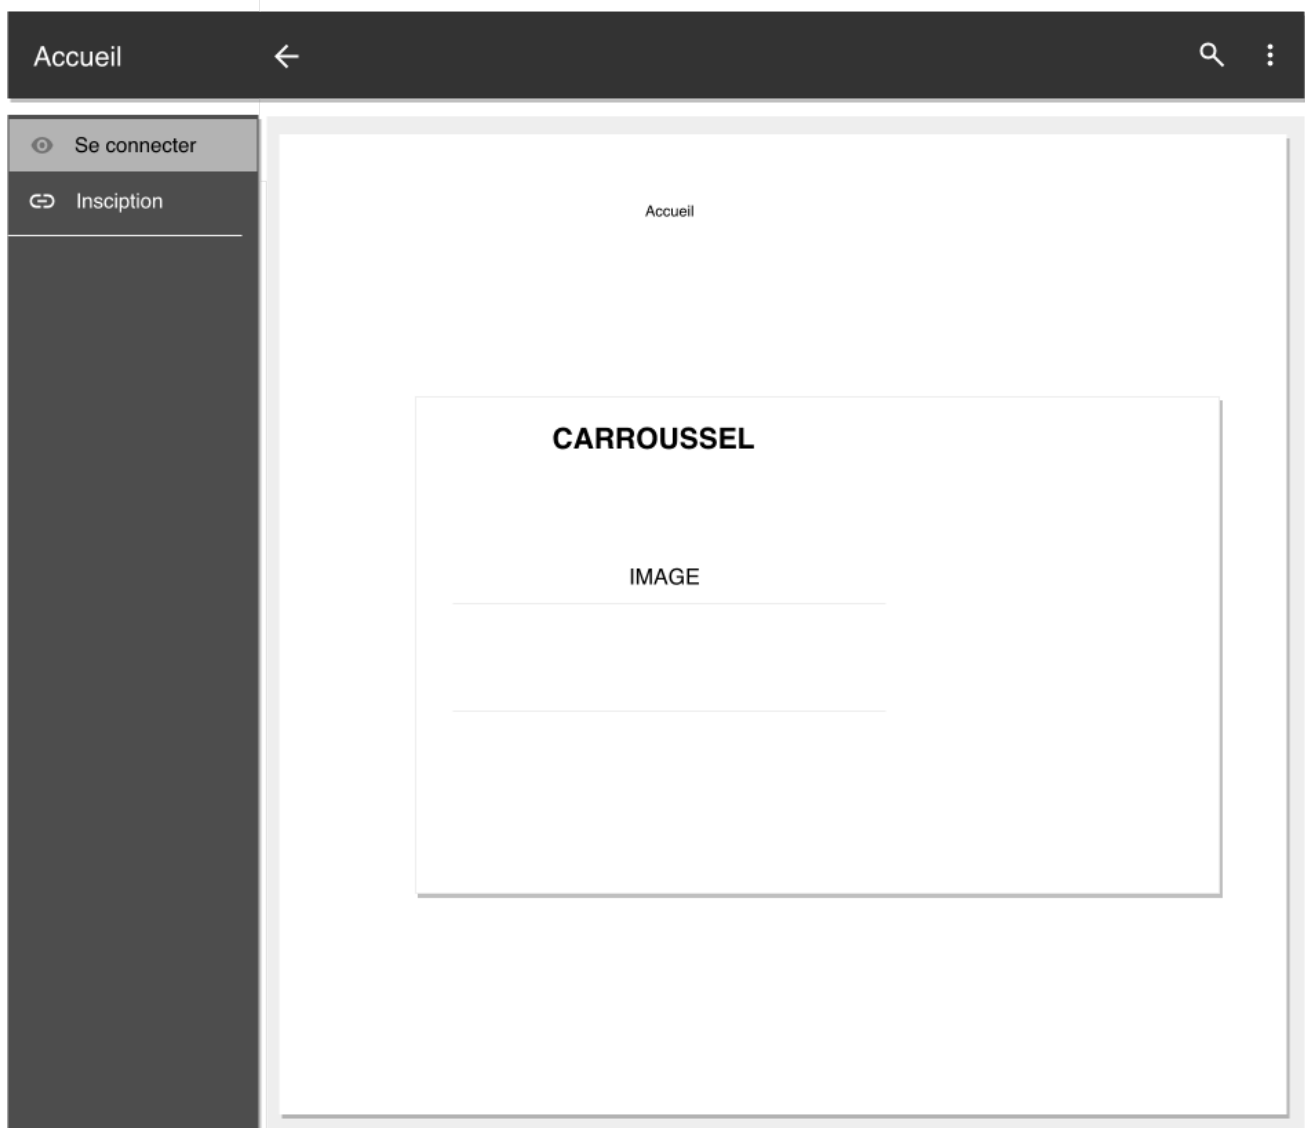 Accueil
Se connecter
Insciption
Accueil
CARROUSSEL
IMAGE